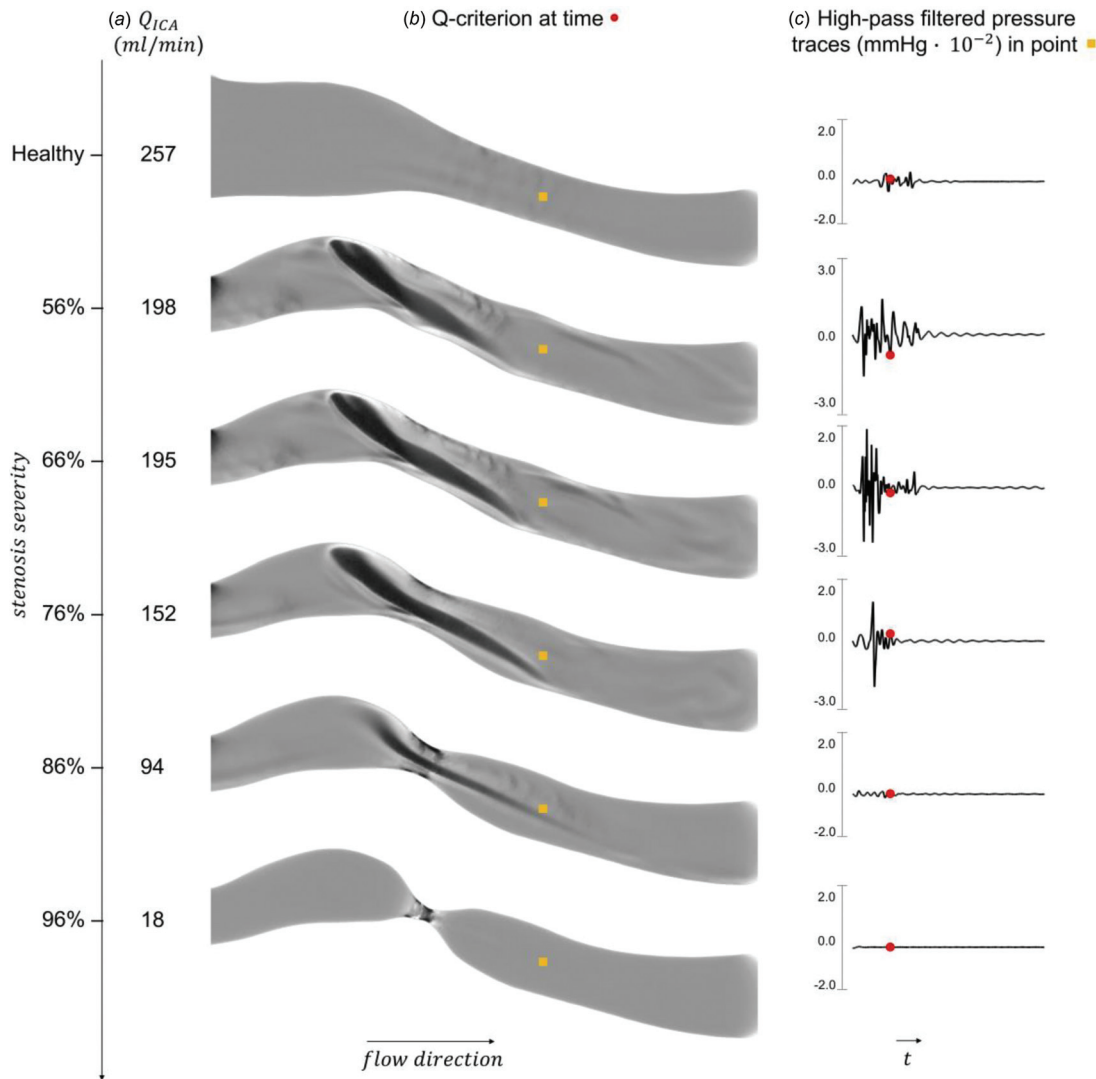 (a) Q_ICA
(ml/min)
(b) Q-criterion at time
(c) High-pass filtered pressure
traces (mmHg · 10⁻²) in point
stenosis severity
Healthy 257
2.0
0.0
-2.0
56% 198
3.0
0.0
-3.0
66% 195
2.0
0.0
-3.0
76% 152
2.0
0.0
-3.0
86% 94
2.0
0.0
-2.0
96% 18
2.0
0.0
-2.0
flow direction
t